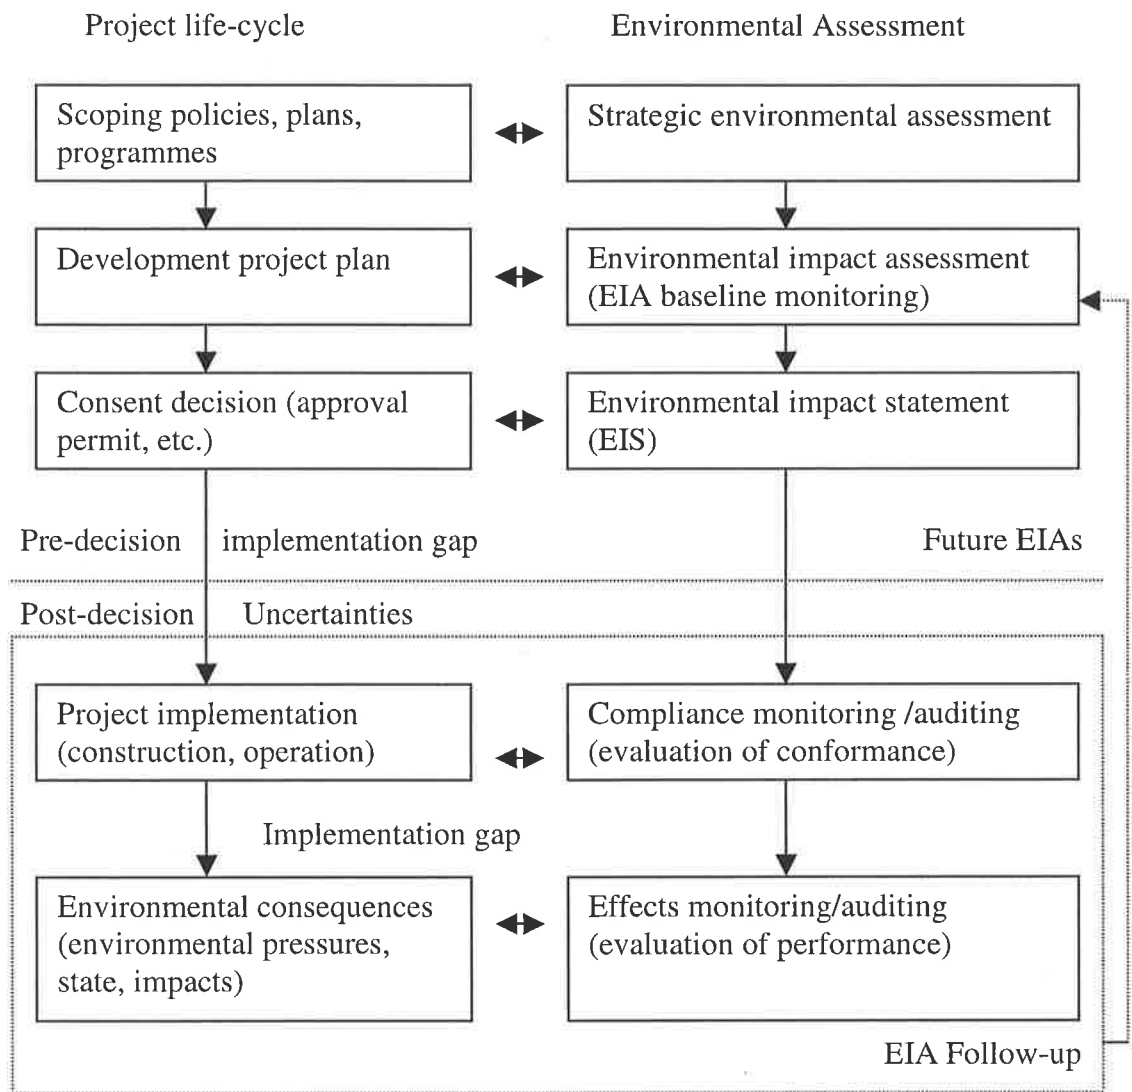 Project life-cycle
Environmental Assessment
Scoping policies, plans,
programmes
Strategic environmental assessment
Development project plan
Environmental impact assessment
(EIA baseline monitoring)
Consent decision (approval
permit, etc.)
Environmental impact statement
(EIS)
Pre-decision
implementation gap
Future EIAs
Post-decision
Uncertainties
Project implementation
(construction, operation)
Compliance monitoring /auditing
(evaluation of conformance)
Implementation gap
Environmental consequences
(environmental pressures,
state, impacts)
Effects monitoring/auditing
(evaluation of performance)
EIA Follow-up